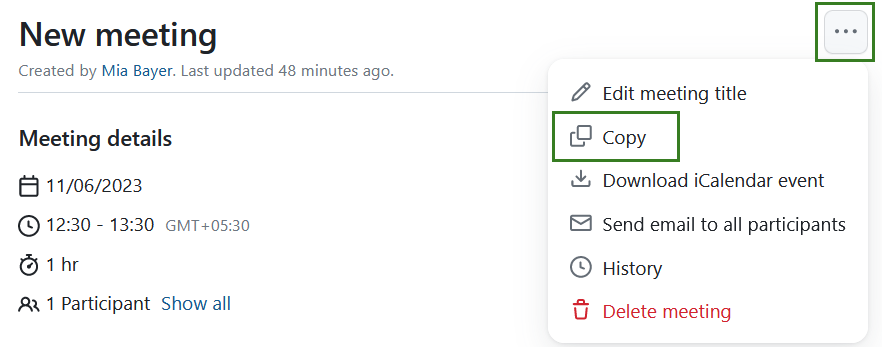 New meeting
Created by Mia Bayer. Last updated 48 minutes ago.
Meeting details
11/06/2023
12:30 - 13:30 GMT+05:30
1 hr
1 Participant Show all
Edit meeting title
Copy
Download iCalendar event
Send email to all participants
History
Delete meeting